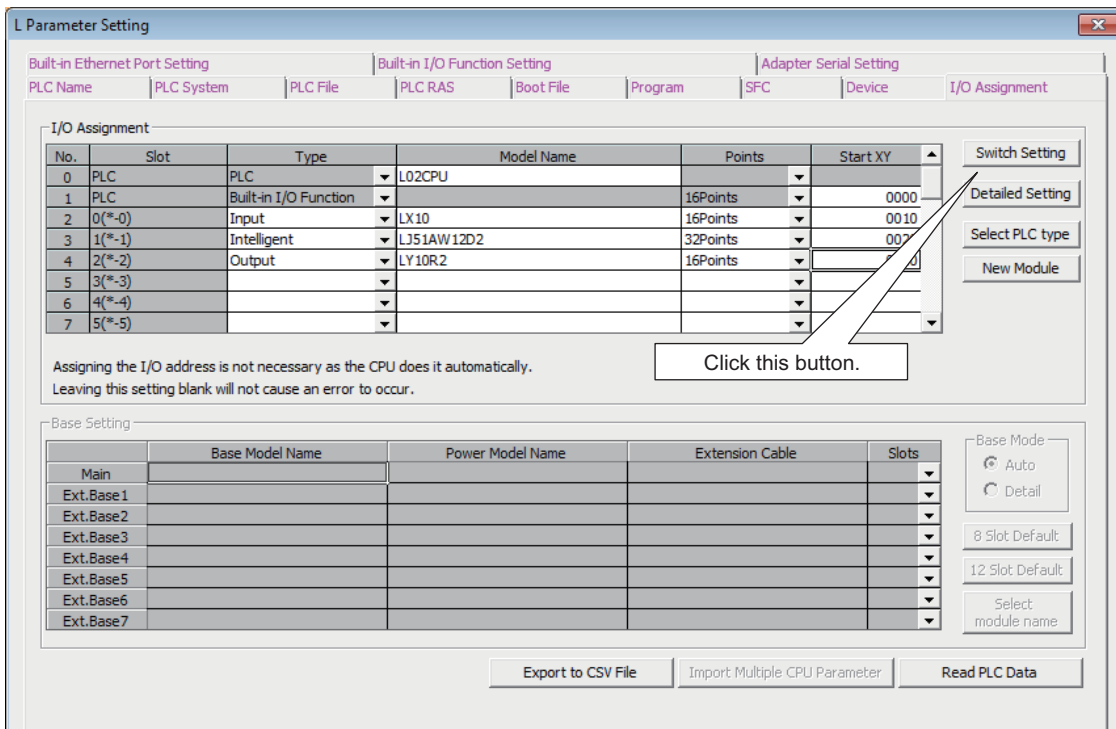 L Parameter Setting
Built-in Ethernet Port Setting Built-in I/O Function Setting Adapter Serial Setting
PLC Name PLC System PLC File PLC RAS Boot File Program SFC Device I/O Assignment
I/O Assignment
No. Slot Type Model Name Points Start XY
0 PLC PLC L02CPU
1 PLC Built-in I/O Function 16Points 0000
2 0(*-0) Input LX10 16Points 0010
3 1(*-1) Intelligent LJ51AW12D2 32Points
4 2(*-2) Output LY10R2 16Points
5 3(*-3)
6 4(*-4)
7 5(*-5)
Switch Setting
Detailed Setting
Select PLC type
New Module
Click this button.
Assigning the I/O address is not necessary as the CPU does it automatically.
Leaving this setting blank will not cause an error to occur.
Base Setting
Base Model Name Power Model Name Extension Cable Slots
Main
Ext.Base1
Ext.Base2
Ext.Base3
Ext.Base4
Ext.Base5
Ext.Base6
Ext.Base7
Base Mode
Auto
Detail
8 Slot Default
12 Slot Default
Select
module name
Export to CSV File Import Multiple CPU Parameter Read PLC Data